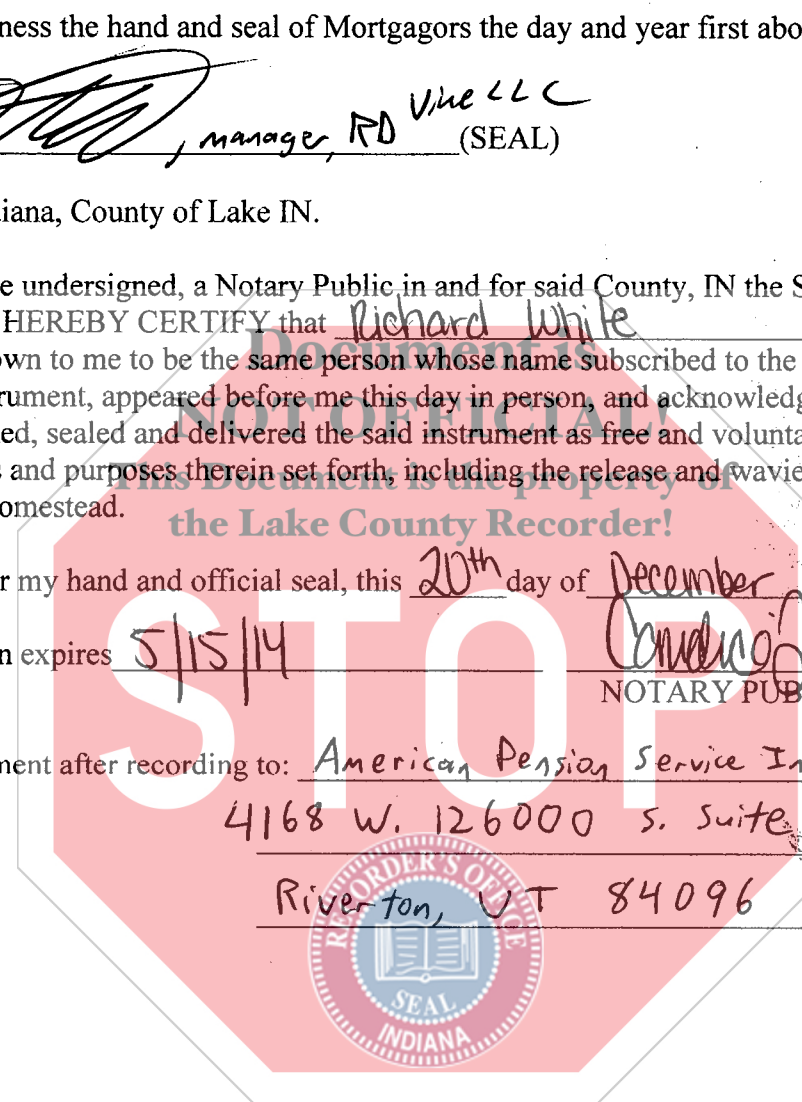 ness the hand and seal of Mortgagors the day and year first abo
, manager, RD Vine LLC (SEAL)
iana, County of Lake IN.
e undersigned, a Notary Public in and for said County, IN the S
HEREBY CERTIFY that Richard White
own to me to be the same person whose name subscribed to the
rument, appeared before me this day in person, and acknowledg
ed, sealed and delivered the said instrument as free and volunta
s and purposes therein set forth, including the release and wavie
omestead.
Document is
NOT OFFICIAL!
This Document is the property of
the Lake County Recorder!
STOP
r my hand and official seal, this 20th day of December
n expires 5/15/14
NOTARY PUB
ment after recording to: American Pension Service In
4168 W. 126000 S. Suite
Riverton, UT 84096
RECORDER'S OFFICE
SEAL
INDIANA